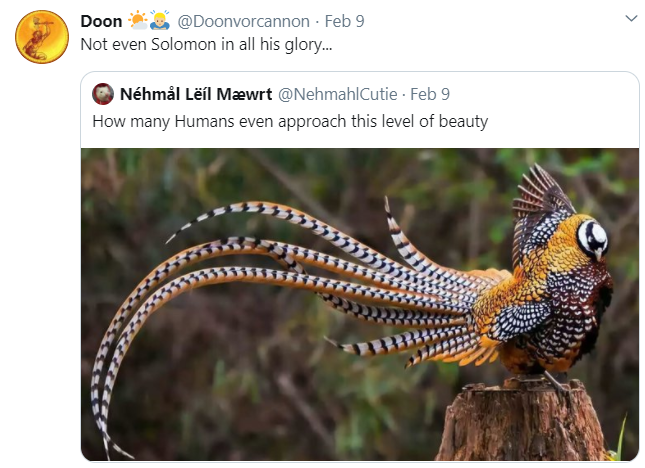 Doon 🌤️🙇🏼‍♂️ @Doonvorcannon · Feb 9
Not even Solomon in all his glory...
Néhmål Lëíl Mæwrt @NehmahlCutie · Feb 9
How many Humans even approach this level of beauty